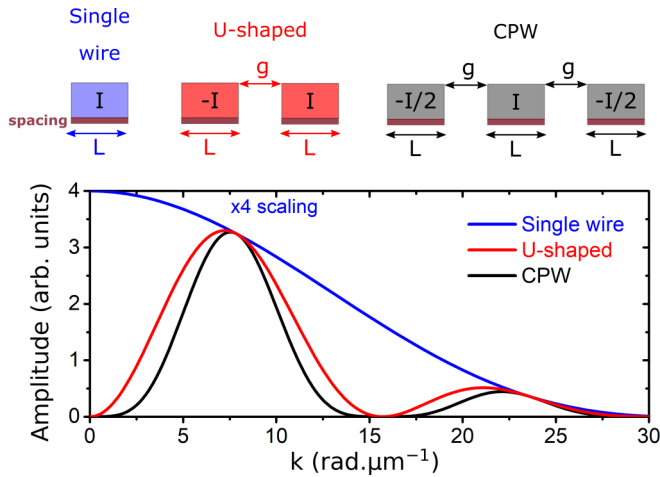 Single
wire
U-shaped
CPW
g
g
g
I
-I
I
-I/2
I
-I/2
spacing
L
L
L
L
L
L
Amplitude (arb. units)
4
3
2
1
0
x4 scaling
Single wire
U-shaped
CPW
0
5
10
15
20
25
30
k (rad.μm⁻¹)